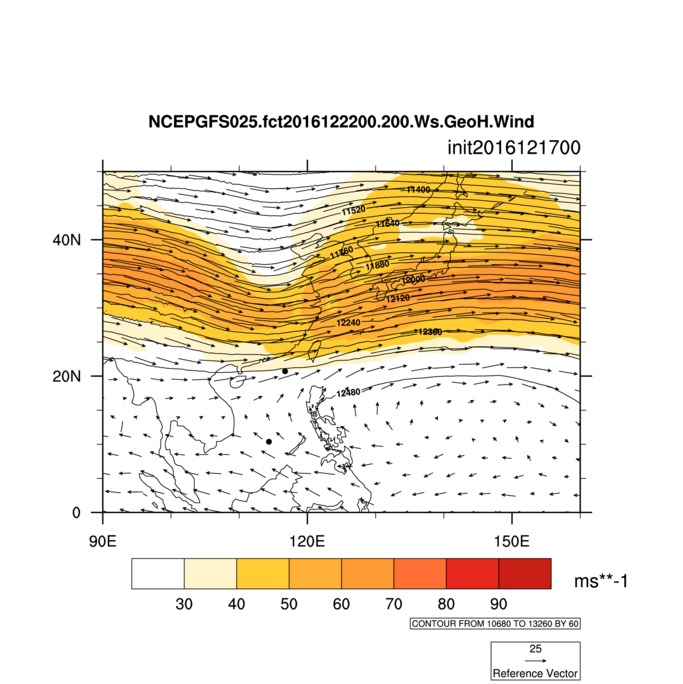 NCEPGFS025.fct2016122200.200.Ws.GeoH.Wind
init2016121700
11400
11520
11640
40N
11760
11880
12000
12120
12240
12360
20N
12480
0
90E 120E 150E
ms**-1
30 40 50 60 70 80 90
CONTOUR FROM 10680 TO 13260 BY 60
25
Reference Vector